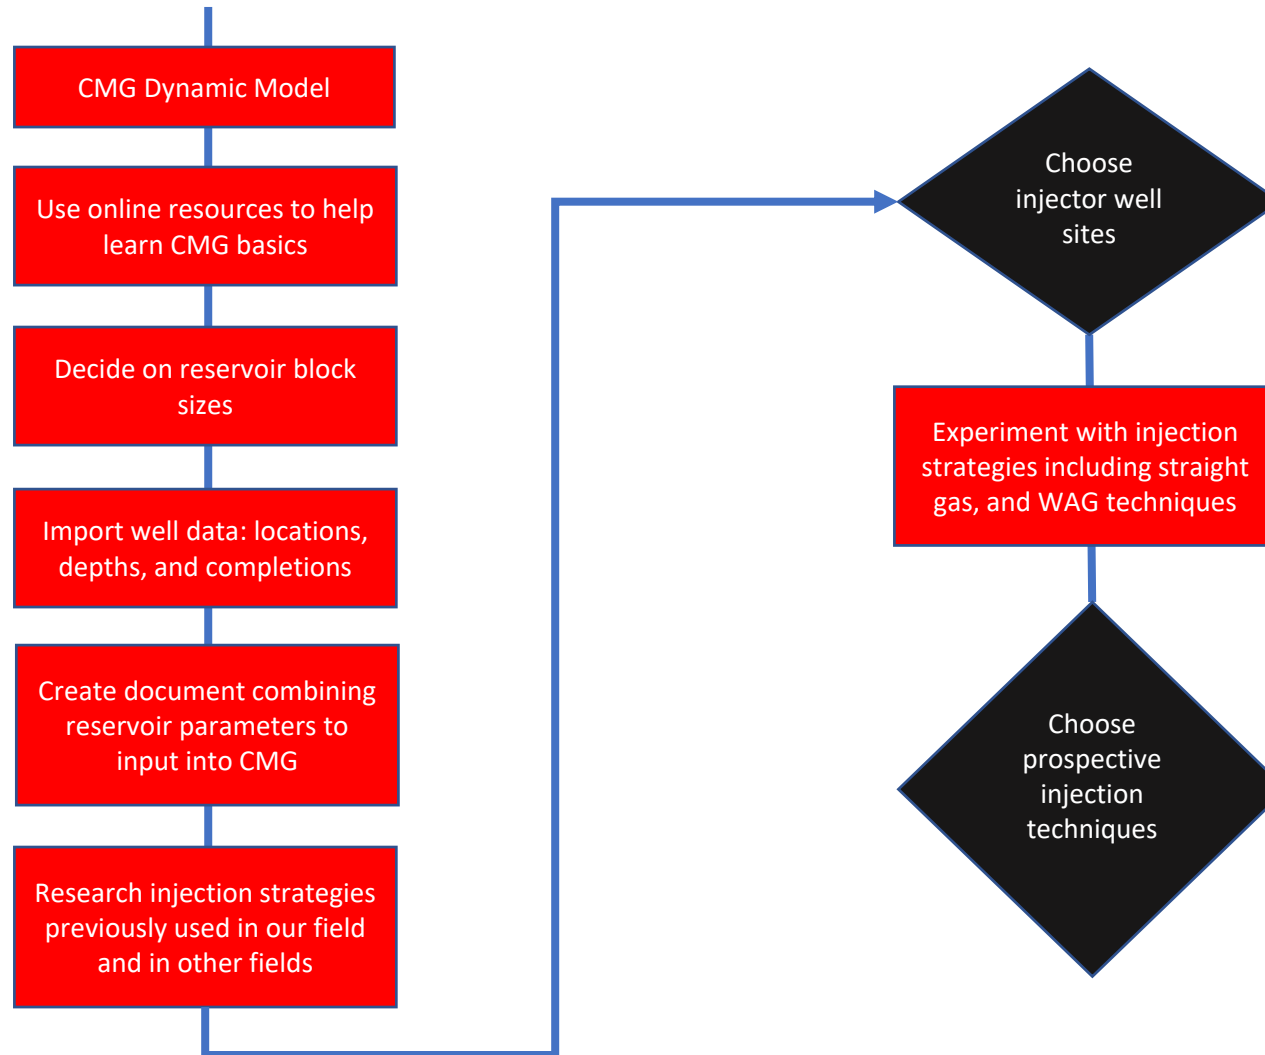 CMG Dynamic Model
Use online resources to help
learn CMG basics
Decide on reservoir block
sizes
Import well data: locations,
depths, and completions
Create document combining
reservoir parameters to
input into CMG
Research injection strategies
previously used in our field
and in other fields
Choose
injector well
sites
Experiment with injection
strategies including straight
gas, and WAG techniques
Choose
prospective
injection
techniques